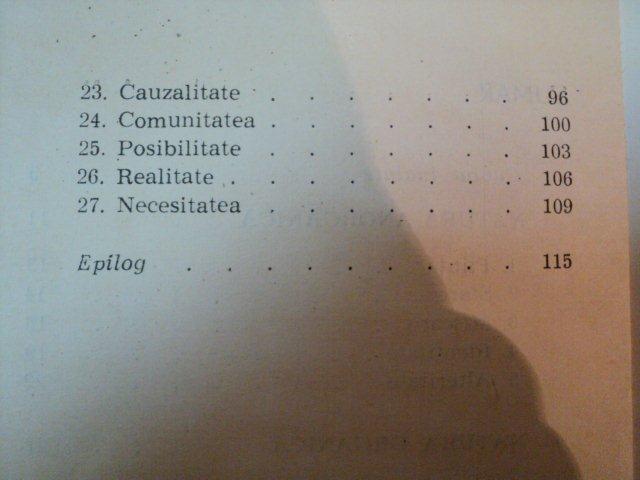 23. Cauzalitate . . . . . . . 96
24. Comunitatea . . . . . . . 100
25. Posibilitate . . . . . . . 103
26. Realitate . . . . . . . . 106
27. Necesitatea . . . . . . . 109
Epilog . . . . . . . . . . 115